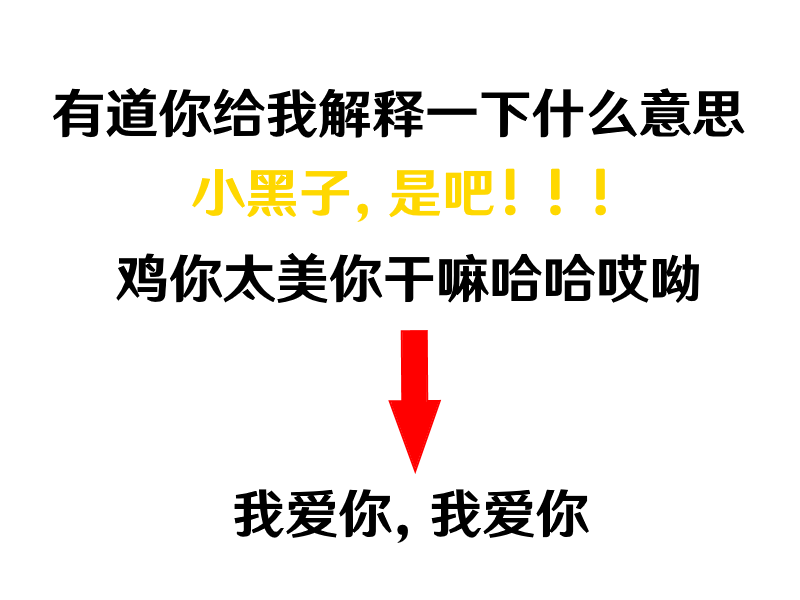 有道你给我解释一下什么意思
小黑子，是吧！！！
鸡你太美你干嘛哈哈哎呦
我爱你，我爱你